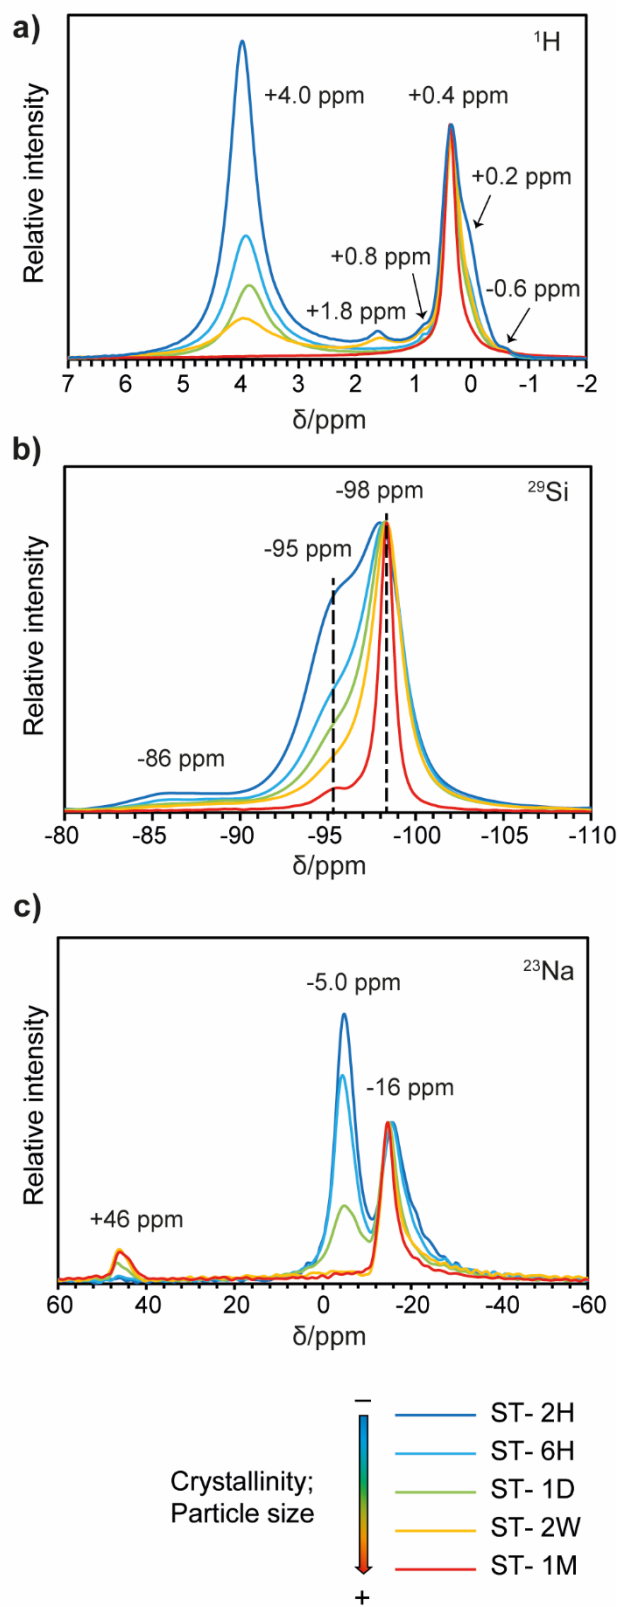 a)
¹H
+4.0 ppm
+0.4 ppm
+0.2 ppm
+0.8 ppm
-0.6 ppm
+1.8 ppm
Relative intensity
7 6 5 4 3 2 1 0 -1 -2
δ/ppm
b)
²⁹Si
-98 ppm
-95 ppm
-86 ppm
Relative intensity
-80 -85 -90 -95 -100 -105 -110
δ/ppm
c)
²³Na
-5.0 ppm
-16 ppm
+46 ppm
Relative intensity
60 40 20 0 -20 -40 -60
δ/ppm
–
ST- 2H
ST- 6H
Crystallinity;
Particle size
ST- 1D
ST- 2W
ST- 1M
+